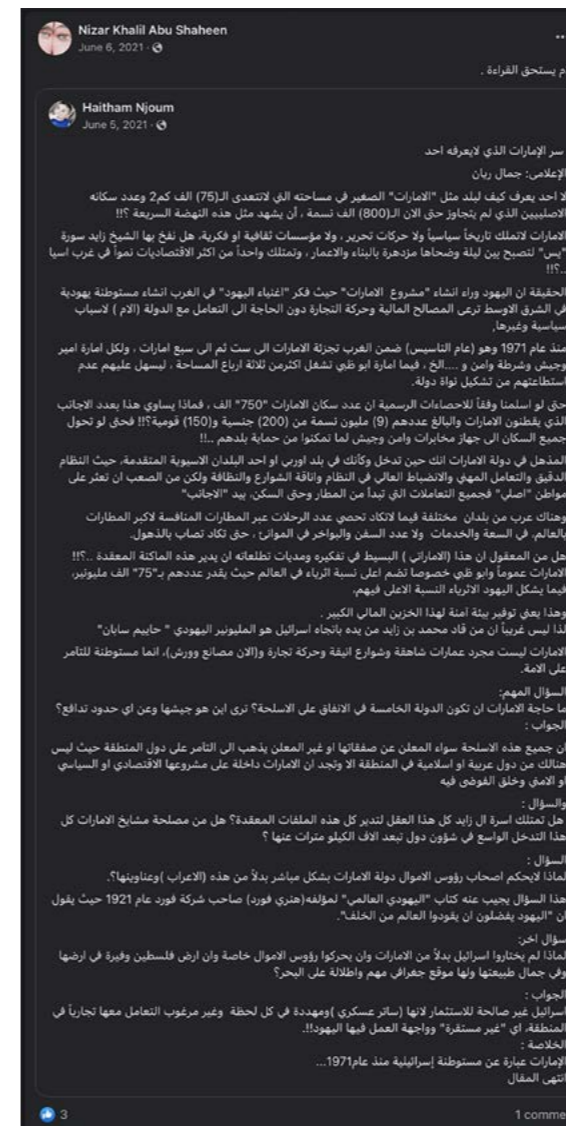 Nizar Khalil Abu Shaheen
June 6, 2021 ·
م يستحق القراءة .
Haitham Njoum
June 5, 2021 ·
سر الإمارات الذي لايعرفه احد
الإعلامي: جمال ريان
لا احد يعرف كيف لبلد مثل "الامارات" الصغير في مساحته التي لاتتعدى الـ(75) الف كم2 وعدد سكانه
الاصليين الذي لم يتجاوز حتى الان الـ(800) الف نسمة ، أن يشهد مثل هذه النهضة السريعة ؟!!
الامارات لاتملك تاريخاً سياسياً ولا حركات تحرير ، ولا مؤسسات ثقافية او فكرية، هل نفخ بها الشيخ زايد سورة
"يس" لتصبح بين ليلة وضحاها مزدهرة بالبناء والاعمار ، وتمتلك واحداً من اكثر الاقتصاديات نمواً في غرب اسيا
..؟!!
الحقيقة ان اليهود وراء انشاء "مشروع الامارات" حيث فكر "اغنياء اليهود" في الغرب انشاء مستوطنة يهودية
في الشرق الاوسط ترعى المصالح المالية وحركة التجارة دون الحاجة الى التعامل مع الدولة (الام ) لاسباب
سياسية وغيرها,
منذ عام 1971 وهو (عام التاسيس) ضمن الغرب تجزئة الامارات الى ست ثم الى سبع امارات ، ولكل امارة امير
وجيش وشرطة وامن و ....الخ ، فيما امارة ابو ظبي تشغل اكثرمن ثلاثة ارباع المساحة ، ليسهل عليهم عدم
استطاعتهم من تشكيل نواة دولة.
حتى لو اسلمنا وفقاً للاحصاءات الرسمية ان عدد سكان الامارات "750" الف ، فماذا يساوي هذا بعدد الاجانب
الذي يقطنون الامارات والبالغ عددهم (9) مليون نسمة من (200) جنسية و(150) قومية؟!! فحتى لو تحول
جميع السكان الى جهاز مخابرات وامن وجيش لما تمكنوا من حماية بلدهم ..!!
المذهل في دولة الامارات انك حين تدخل وكأنك في بلد اوربي او احد البلدان الاسيوية المتقدمة، حيث النظام
الدقيق والتعامل المهني والانضباط العالي في النظام واناقة الشوارع والنظافة ولكن من الصعب ان تعثر على
مواطن "اصلي" فجميع التعاملات التي تبدأ من المطار وحتى السكن، بيد "الاجانب"
وهناك عرب من بلدان مختلفة فيما لاتكاد تحصي عدد الرحلات عبر المطارات المنافسة لاكبر المطارات
بالعالم، في السعة والخدمات ولا عدد السفن والبواخر في الموانئ ، حتى تكاد تصاب بالذهول.
هل من المعقول ان هذا (الاماراتي ) البسيط في تفكيره ومديات تطلعاته ان يدير هذه الماكنة المعقدة ..؟!!
الامارات عموماً وابو ظبي خصوصا تضم اعلى نسبة اثرياء في العالم حيث يقدر عددهم بـ"75" الف مليونير،
فيما يشكل اليهود الاثرياء النسبة الاعلى فيهم,
وهذا يعني توفير بيئة امنة لهذا الخزين المالي الكبير .
لذا ليس غريباً ان من قاد محمد بن زايد من يده باتجاه اسرائيل هو المليونير اليهودي " حاييم سابان"
الامارات ليست مجرد عمارات شاهقة وشوارع انيقة وحركة تجارة و(الان مصانع وورش)، انما مستوطنة للتآمر
على الامة.
السؤال المهم:
ما حاجة الامارات ان تكون الدولة الخامسة في الانفاق على الاسلحة؟ ترى اين هو جيشها وعن اي حدود تدافع؟
الجواب :
ان جميع هذه الاسلحة سواء المعلن عن صفقاتها او غير المعلن يذهب الى التآمر على دول المنطقة حيث ليس
هنالك من دول عربية او اسلامية في المنطقة الا وتجد ان الامارات داخلة على مشروعها الاقتصادي او السياسي
او الامني وخلق الفوضى فيه
والسؤال :
هل تمتلك اسرة ال زايد كل هذا العقل لتدير كل هذه الملفات المعقدة؟ هل من مصلحة مشايخ الامارات كل
هذا التدخل الواسع في شؤون دول تبعد الاف الكيلو مترات عنها ؟
السؤال :
لماذا لايحكم اصحاب رؤوس الاموال دولة الامارات بشكل مباشر بدلاً من هذه (الاعراب )وعناوينها؟.
هذا السؤال يجيب عنه كتاب "اليهودي العالمي" لمؤلفه(هنري فورد) صاحب شركة فورد عام 1921 حيث يقول
ان "اليهود يفضلون ان يقودوا العالم من الخلف".
سؤال اخر:
لماذا لم يختاروا اسرائيل بدلاً من الامارات وان يحركوا رؤوس الاموال خاصة وان ارض فلسطين وفيرة في ارضها
وفي جمال طبيعتها ولها موقع جغرافي مهم واطلالة على البحر؟
الجواب :
اسرائيل غير صالحة للاستثمار لانها (ساتر عسكري )ومهددة في كل لحظة وغير مرغوب التعامل معها تجارياً في
المنطقة، اي "غير مستقرة" وواجهة العمل فيها اليهود!!.
الخلاصة :
الإمارات عبارة عن مستوطنة إسرائيلية منذ عام1971...
انتهى المقال
3
1 comme